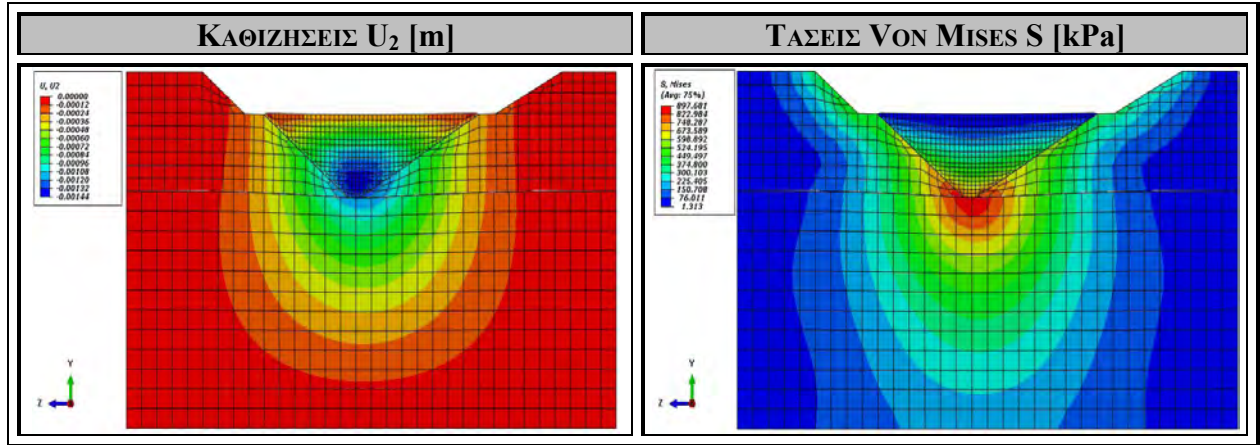 ΚΑΘΙΖΗΣΕΙΣ U₂ [m]
ΤΑΣΕΙΣ VON MISES S [kPa]
U, U2
0.00000
-0.00012
-0.00024
-0.00036
-0.00048
-0.00060
-0.00072
-0.00084
-0.00096
-0.00108
-0.00120
-0.00132
-0.00144
Y
Z
S, Mises
(Avg: 75%)
897.681
822.984
748.287
673.589
598.892
524.195
449.497
374.800
300.103
225.405
150.708
76.011
1.313
Y
Z